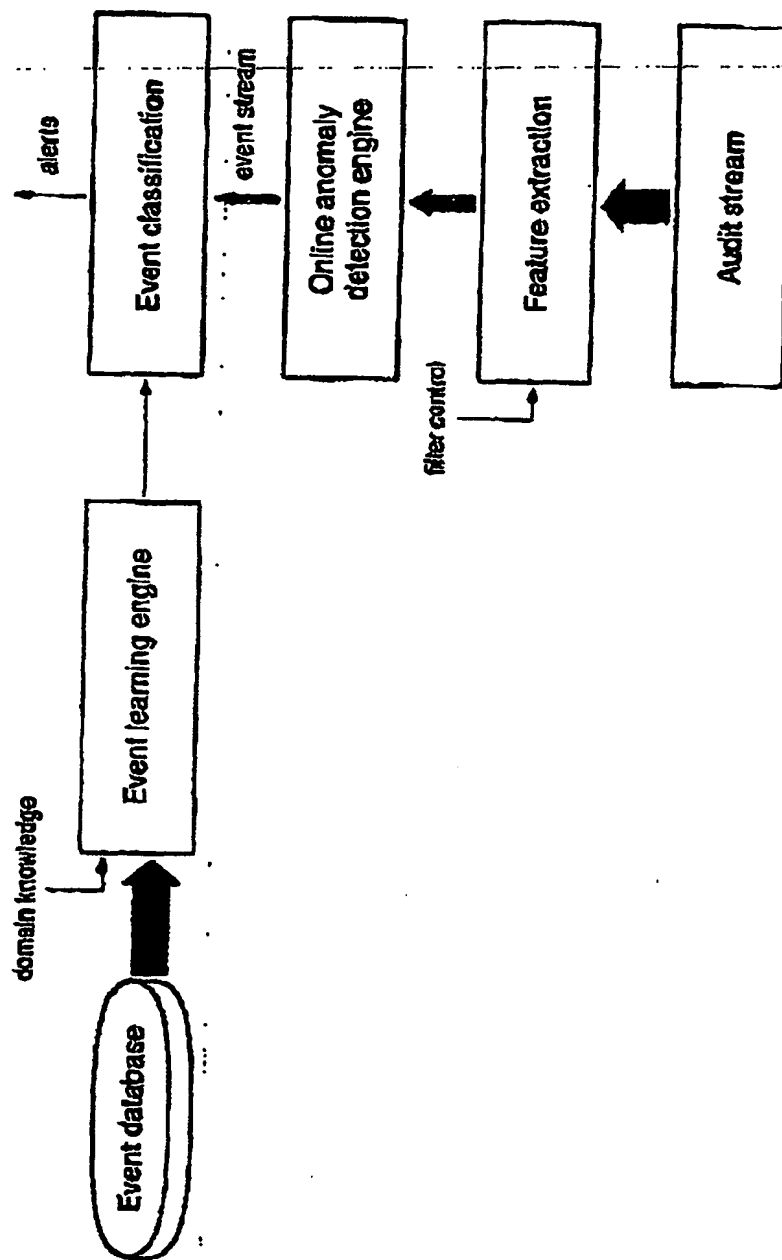 alerts
Event classification
event stream
Online anomaly
detection engine
Feature extraction
filter control
Audit stream
domain knowledge
Event learning engine
Event database